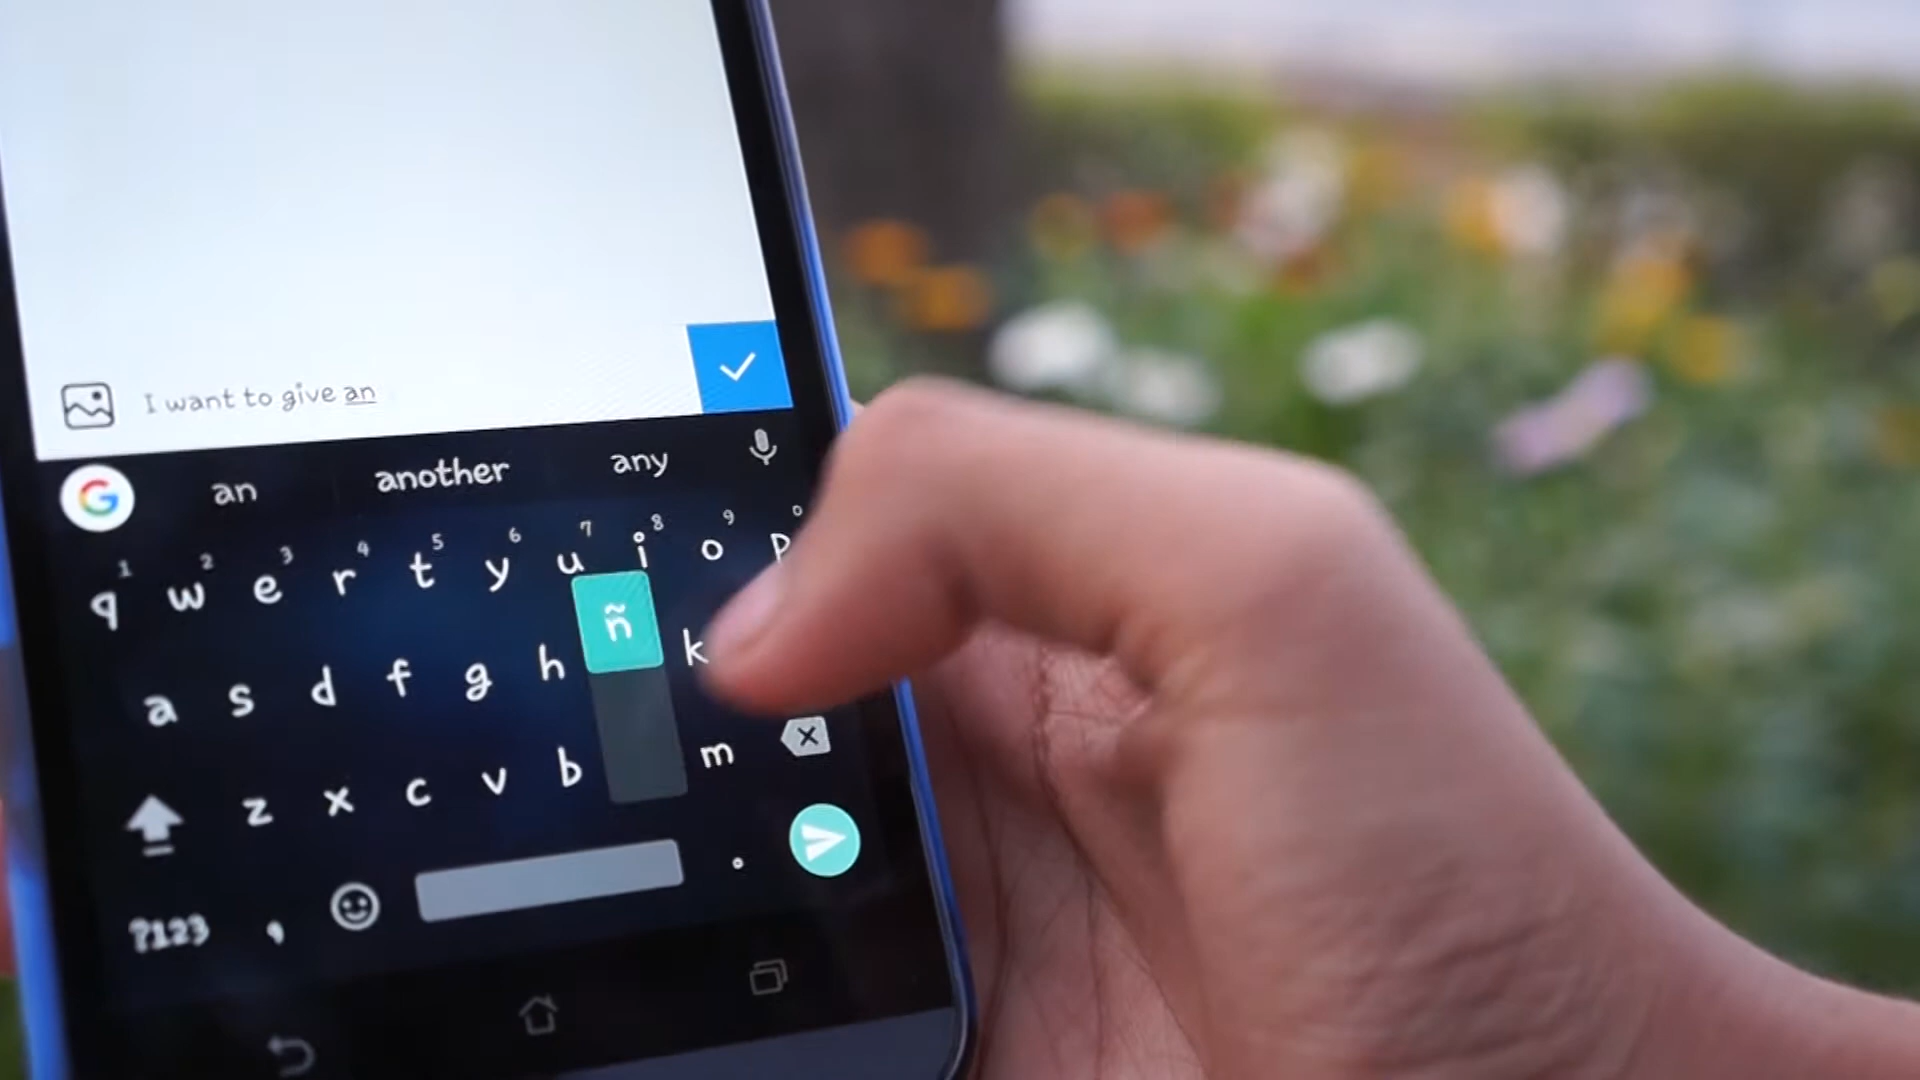 I want to give an
an another any
1 2 3 4 5 6 7 8 9 0
q w e r t y u i o p
ñ
a s d f g h k
z x c v b m
?123 , .